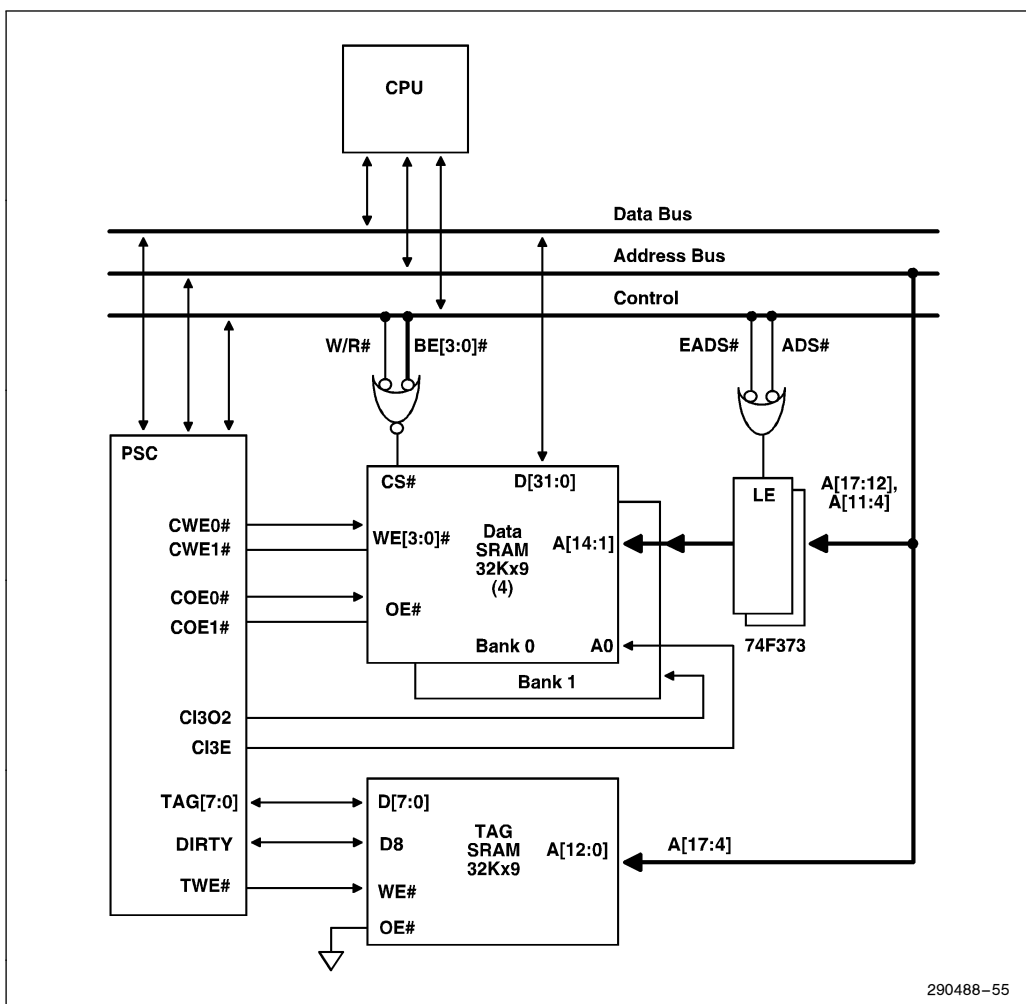 CPU
Data Bus
Address Bus
Control
W/R#
BE[3:0]#
EADS#
ADS#
PSC
CS#
D[31:0]
LE
A[17:12],
A[11:4]
CWE0#
CWE1#
WE[3:0]#
Data
SRAM
32Kx9
(4)
A[14:1]
COE0#
COE1#
OE#
Bank 0
A0
74F373
Bank 1
CI3O2
CI3E
TAG[7:0]
D[7:0]
TAG
SRAM
32Kx9
A[12:0]
A[17:4]
DIRTY
D8
TWE#
WE#
OE#
290488-55